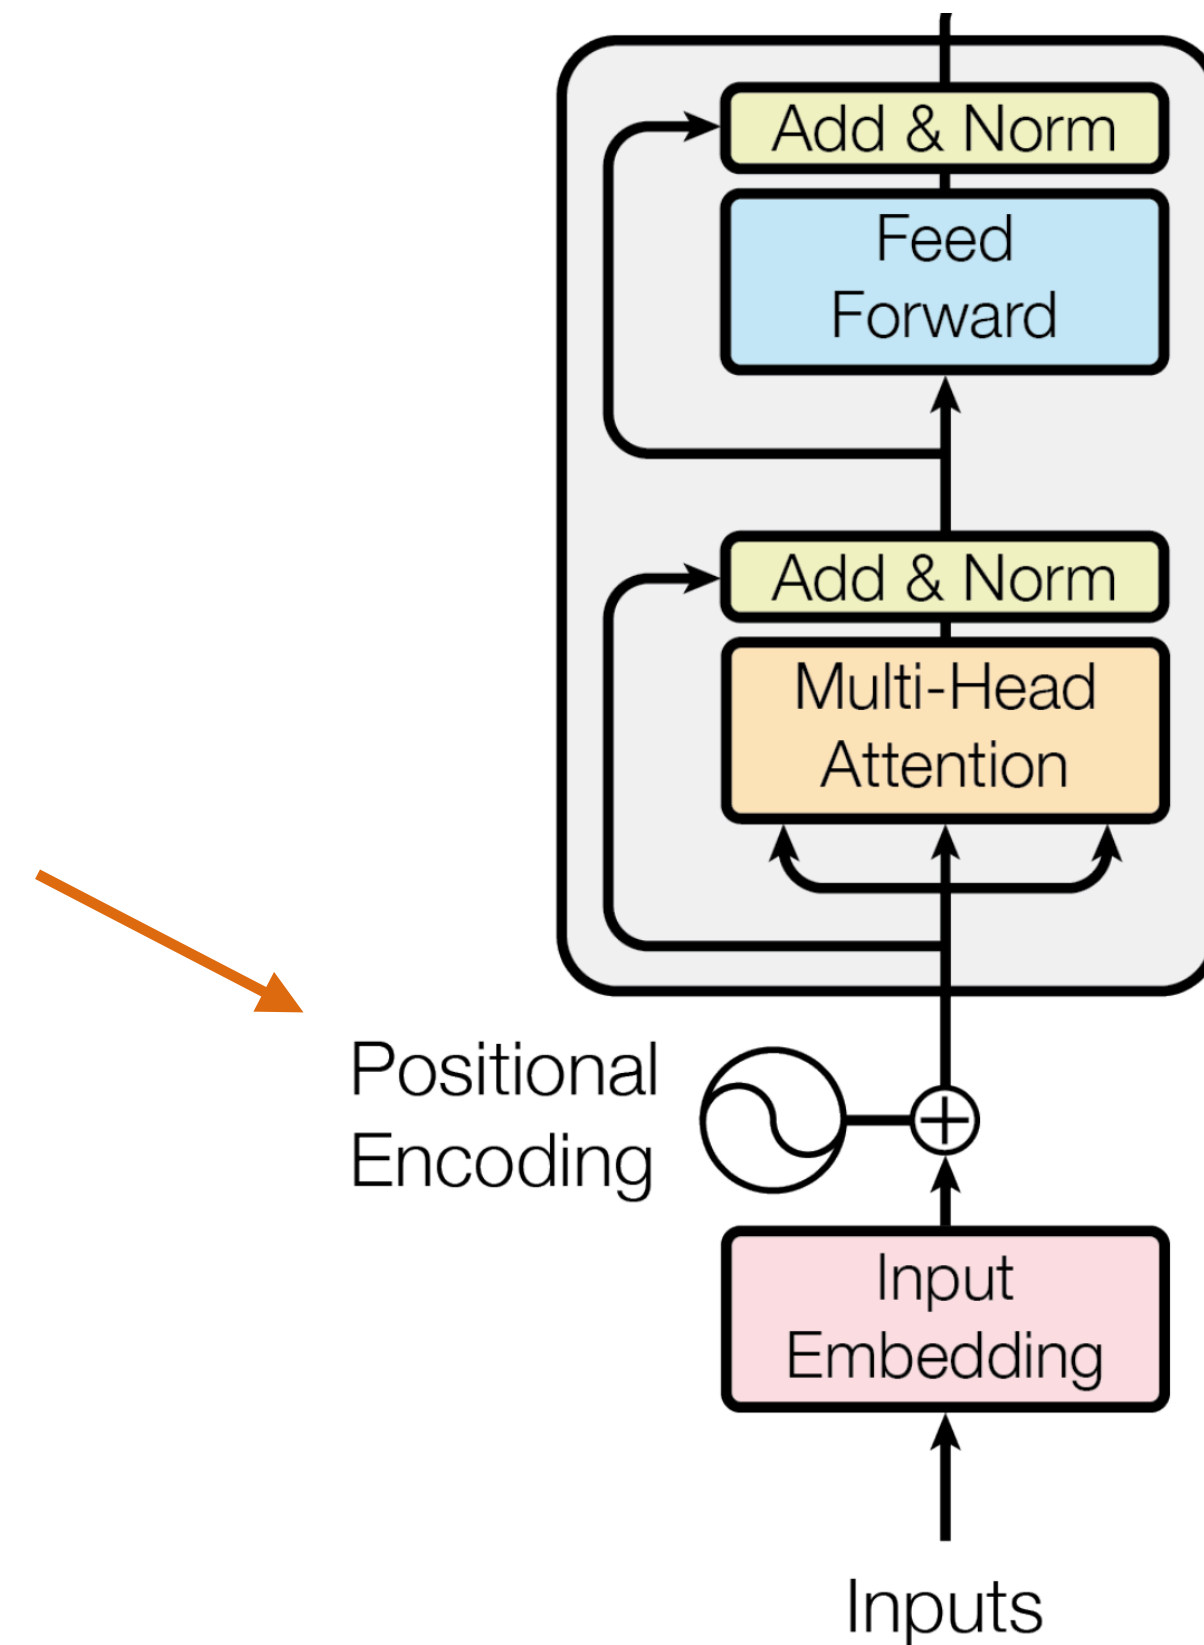 Add & Norm
Feed
Forward
Add & Norm
Multi-Head
Attention
Positional
Encoding
Input
Embedding
Inputs